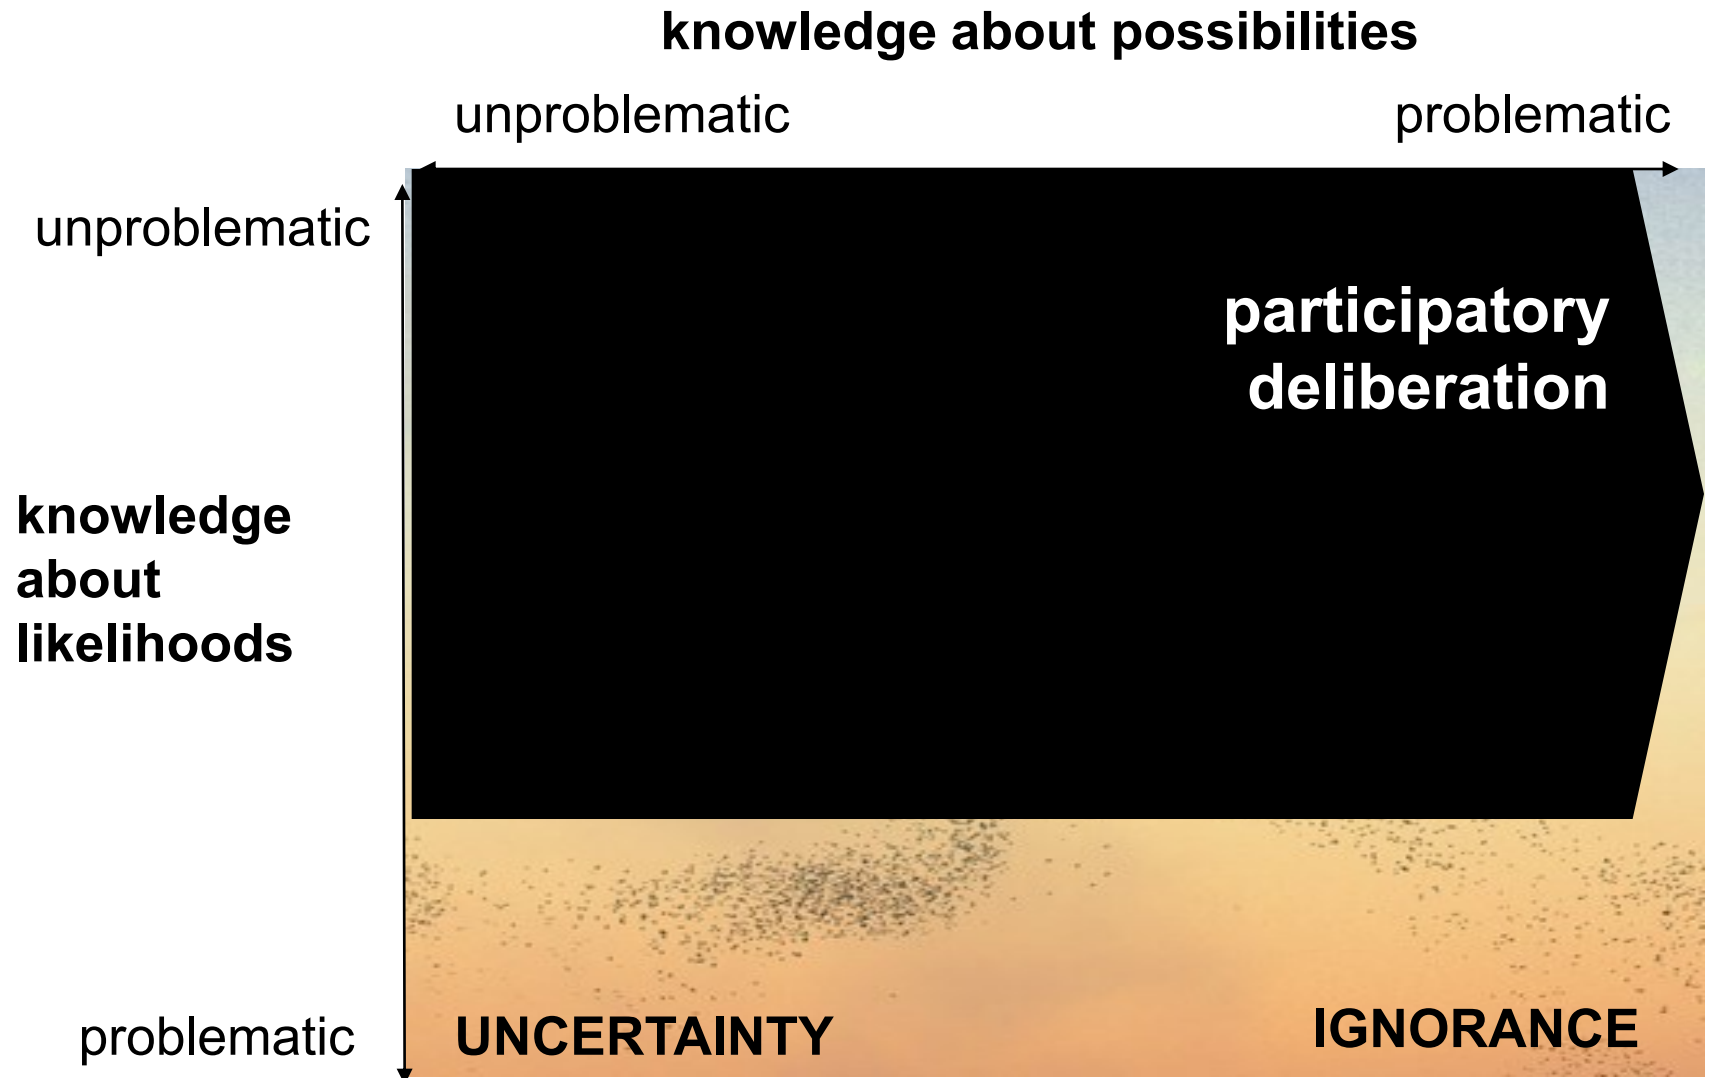 knowledge about possibilities
unproblematic
problematic
unproblematic
participatory
deliberation
knowledge
about
likelihoods
problematic
UNCERTAINTY
IGNORANCE